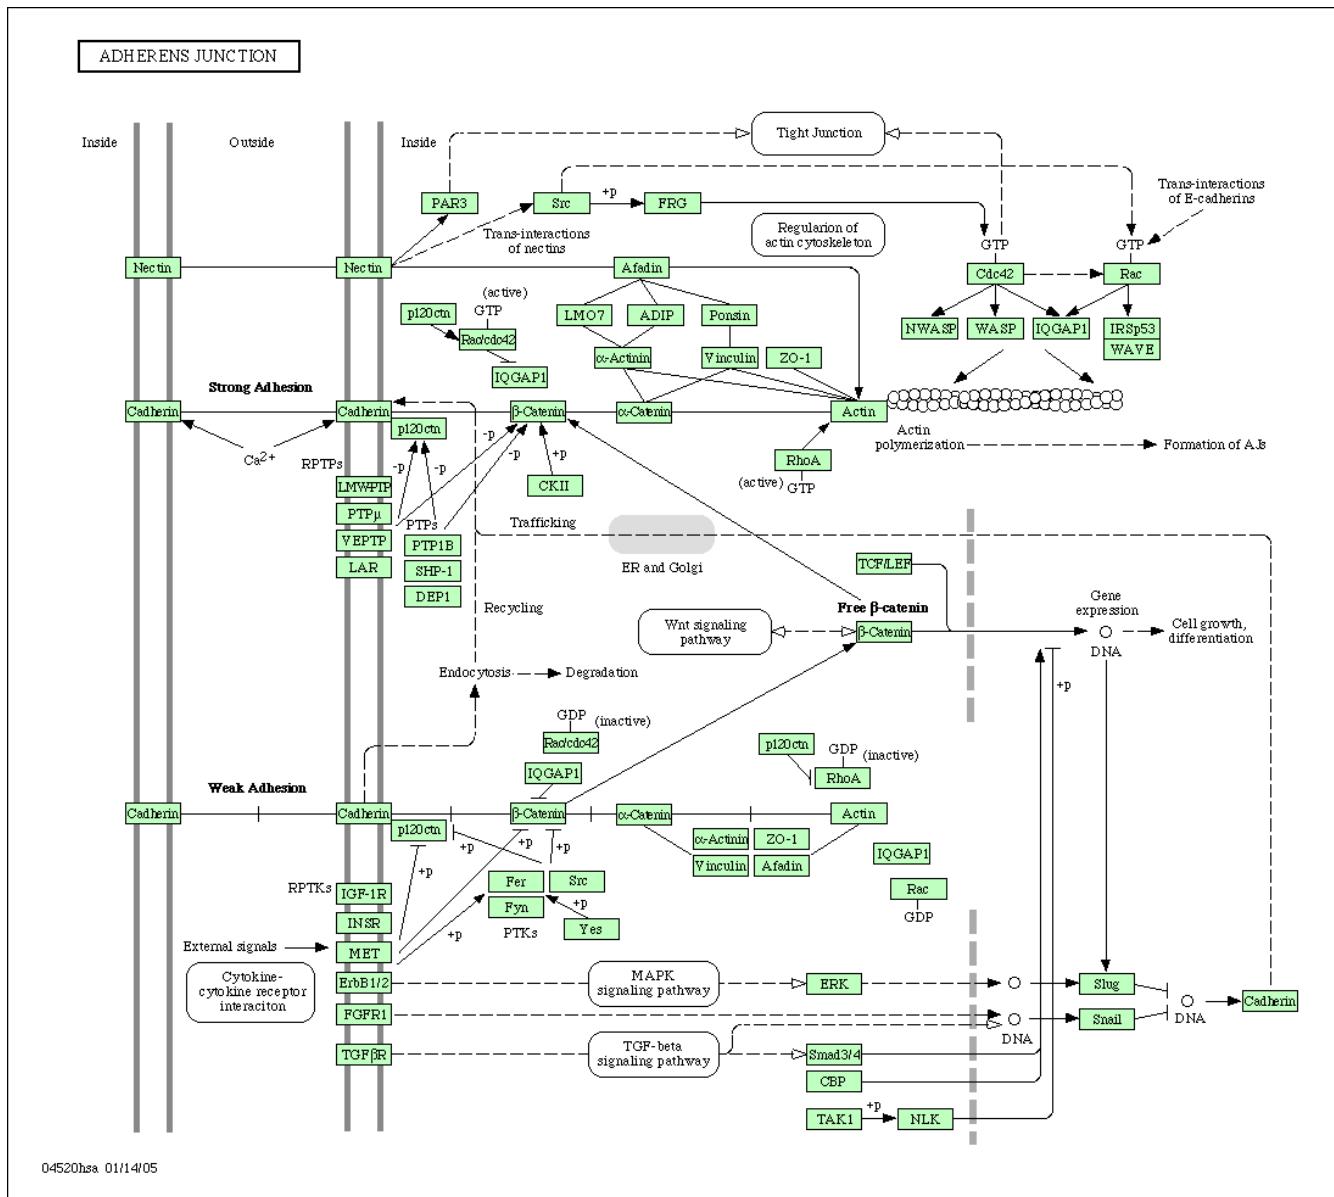 ADHERENS JUNCTION
Inside
Outside
Inside
Tight Junction
PAR3
Src
+p
FRG
Trans-interactions
of E-cadherins
Trans-interactions
of nectins
Regularion of
actin cytoskeleton
GTP
GTP
Nectin
Nectin
Afadin
Cdc42
Rac
(active)
p120ctn
GTP
Rac/cdc42
IQGAP1
LMO7
ADIP
Ponsin
NWASP
WASP
IQGAP1
IRSp53
WAVE
α-Actinin
Vinculin
ZO-1
Strong Adhesion
Cadherin
Cadherin
β-Catenin
α-Catenin
Actin
p120ctn
Ca2+
-p
-p
-p
-p
+p
Actin
polymerization
Formation of AJs
RPTPs
CKII
RhoA
(active)
GTP
LMW-PTP
PTPμ
VEPTP
LAR
PTPs
PTP1B
SHP-1
DEP1
Trafficking
ER and Golgi
TCF/LEF
Recycling
Free β-catenin
Wnt signaling
pathway
β-Catenin
Gene
expression
DNA
Cell growth,
differentiation
Endocytosis
Degradation
+p
GDP
(inactive)
Rac/cdc42
IQGAP1
p120ctn
GDP
(inactive)
RhoA
Weak Adhesion
Cadherin
Cadherin
β-Catenin
α-Catenin
Actin
p120ctn
+p
+p
+p
+p
+p
+p
α-Actinin
ZO-1
Vinculin
Afadin
IQGAP1
Rac
GDP
RPTKs
IGF-1R
INSR
MET
ErbB1/2
FGFR1
TGFβR
Fer
Src
Fyn
Yes
PTKs
External signals
Cytokine-
cytokine receptor
interaciton
MAPK
signaling pathway
ERK
Slug
DNA
Snail
DNA
Cadherin
TGF-beta
signaling pathway
Smad3/4
CBP
TAK1
+p
NLK
04520hsa 01/14/05